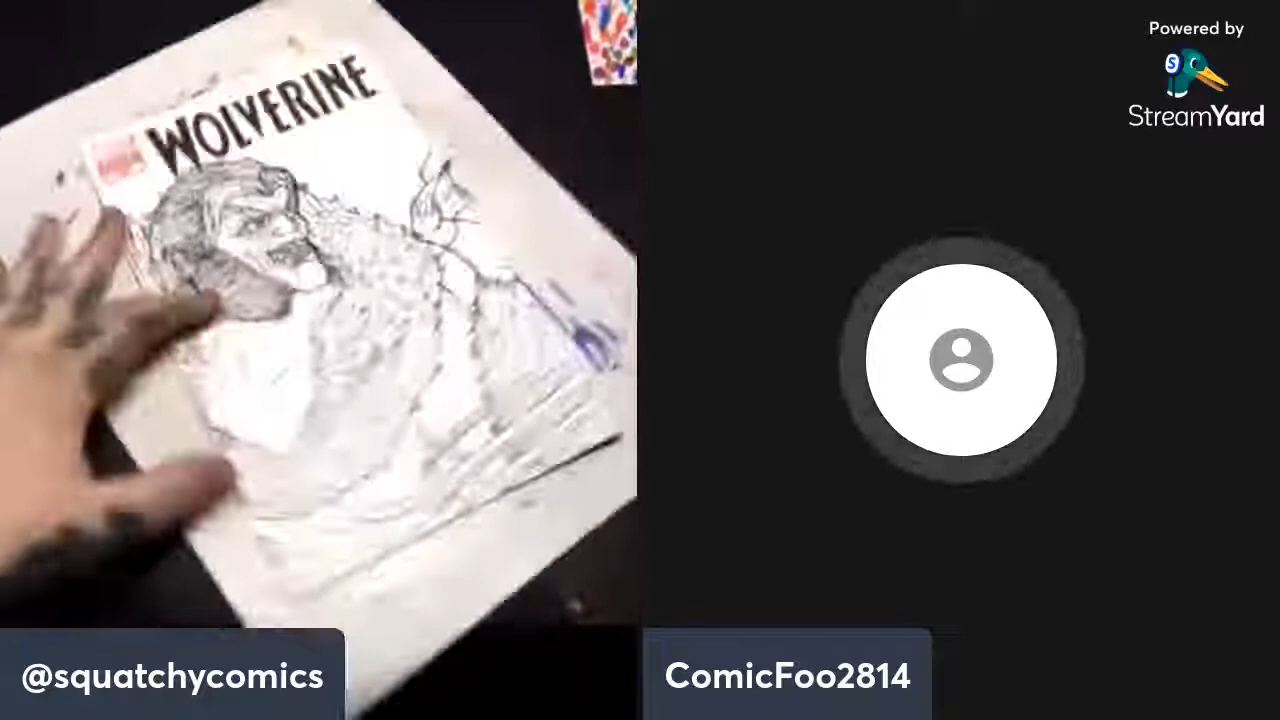 WOLVERINE
Powered by
StreamYard
@squatchycomics
ComicFoo2814